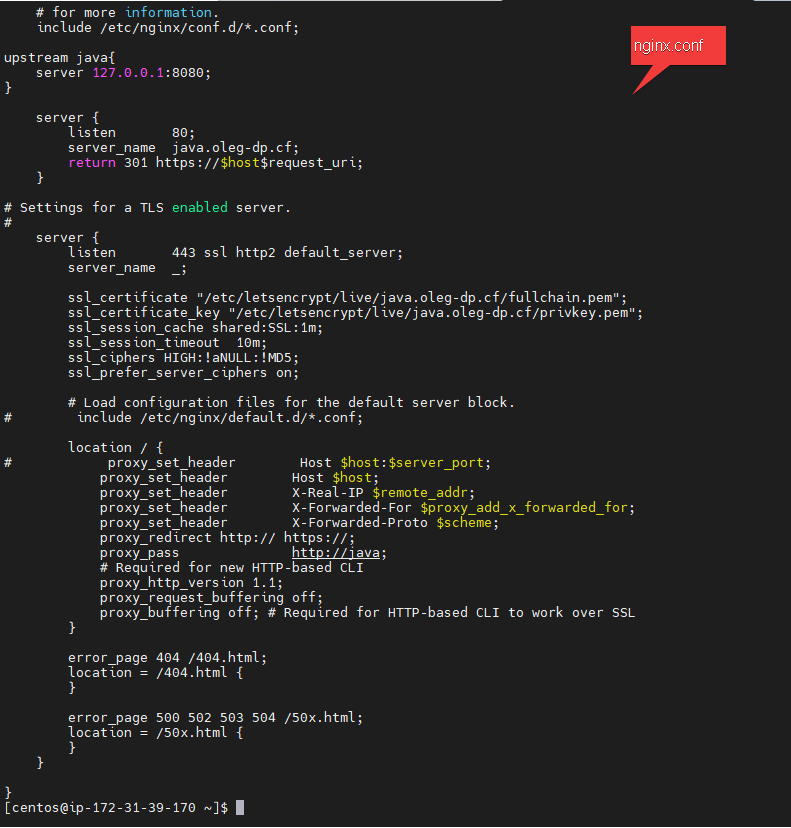 # for more information.
    include /etc/nginx/conf.d/*.conf;
nginx.conf
upstream java{
    server 127.0.0.1:8080;
}
    server {
        listen       80;
        server_name  java.oleg-dp.cf;
        return 301 https://$host$request_uri;
    }
# Settings for a TLS enabled server.
#
    server {
        listen       443 ssl http2 default_server;
        server_name  _;
        ssl_certificate "/etc/letsencrypt/live/java.oleg-dp.cf/fullchain.pem";
        ssl_certificate_key "/etc/letsencrypt/live/java.oleg-dp.cf/privkey.pem";
        ssl_session_cache shared:SSL:1m;
        ssl_session_timeout  10m;
        ssl_ciphers HIGH:!aNULL:!MD5;
        ssl_prefer_server_ciphers on;
        # Load configuration files for the default server block.
#        include /etc/nginx/default.d/*.conf;
        location / {
#            proxy_set_header        Host $host:$server_port;
            proxy_set_header        Host $host;
            proxy_set_header        X-Real-IP $remote_addr;
            proxy_set_header        X-Forwarded-For $proxy_add_x_forwarded_for;
            proxy_set_header        X-Forwarded-Proto $scheme;
            proxy_redirect http:// https://;
            proxy_pass              http://java;
            # Required for new HTTP-based CLI
            proxy_http_version 1.1;
            proxy_request_buffering off;
            proxy_buffering off; # Required for HTTP-based CLI to work over SSL
        }
        error_page 404 /404.html;
        location = /404.html {
        }
        error_page 500 502 503 504 /50x.html;
        location = /50x.html {
        }
    }
}
[centos@ip-172-31-39-170 ~]$